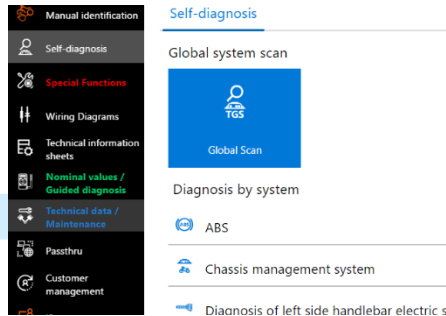 Manual identification
Self-diagnosis
Special Functions
Wiring Diagrams
Technical information
sheets
Nominal values /
Guided diagnosis
Technical data /
Maintenance
Passthru
Customer
management
Self-diagnosis
Global system scan
TGS
Global Scan
Diagnosis by system
ABS
ABS
Chassis management system
Diagnosis of left side handlebar electric s